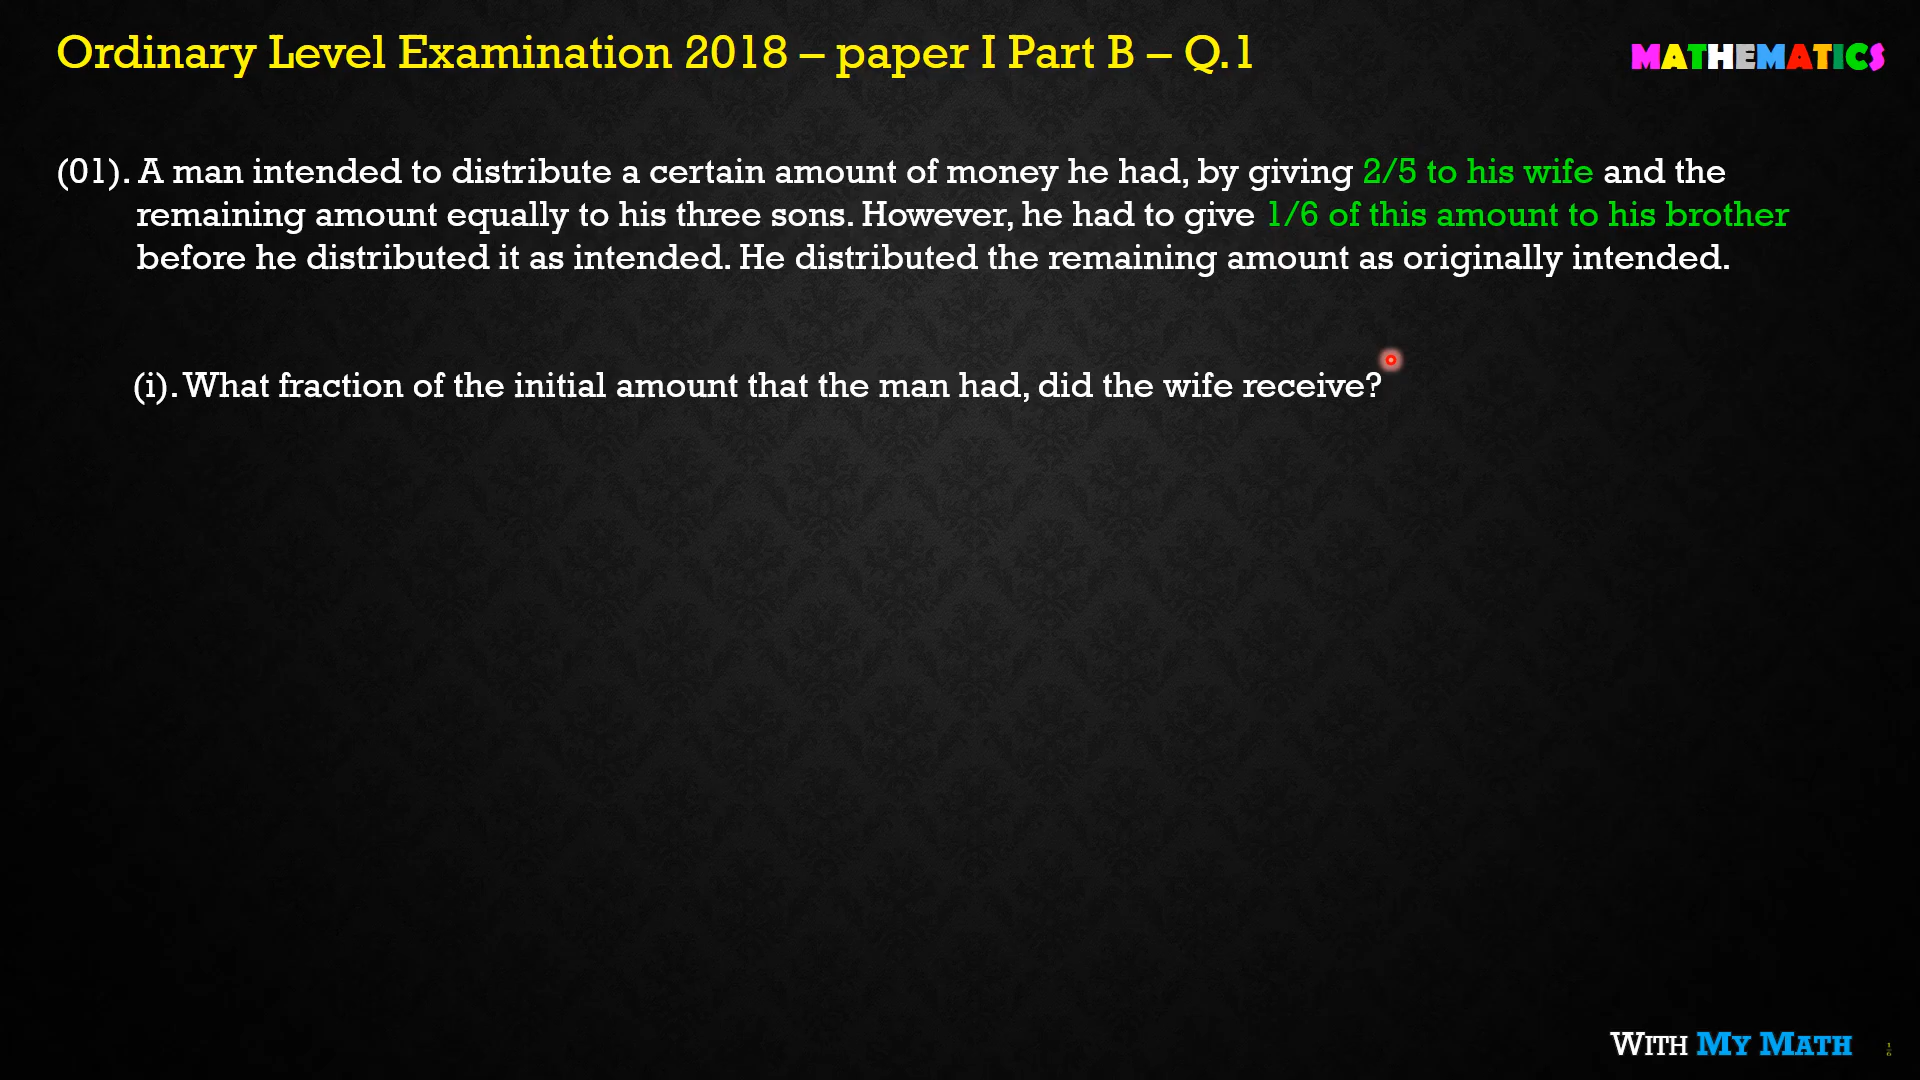 Ordinary Level Examination 2018 – paper I Part B – Q.1
MATHEMATICS
(01). A man intended to distribute a certain amount of money he had, by giving 2/5 to his wife and the
remaining amount equally to his three sons. However, he had to give 1/6 of this amount to his brother
before he distributed it as intended. He distributed the remaining amount as originally intended.
(i). What fraction of the initial amount that the man had, did the wife receive?
WITH MY MATH